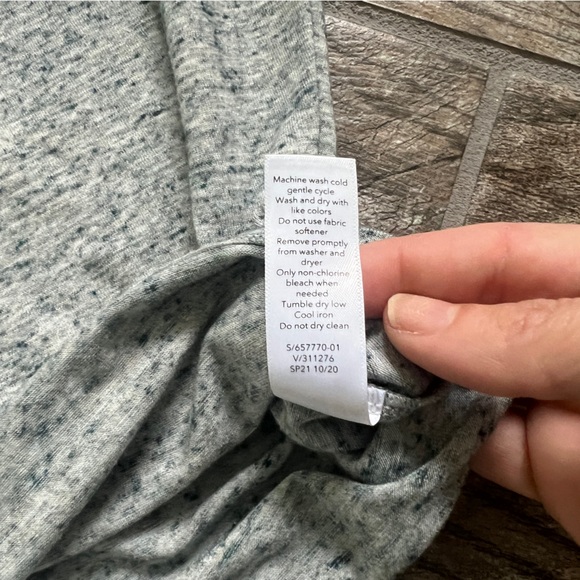 Machine wash cold
gentle cycle
Wash and dry with
like colors
Do not use fabric
softener
Remove promptly
from washer and
dryer
Only non-chlorine
bleach when
needed
Tumble dry low
Cool iron
Do not dry clean
S/657770-01
V/311276
SP21 10/20